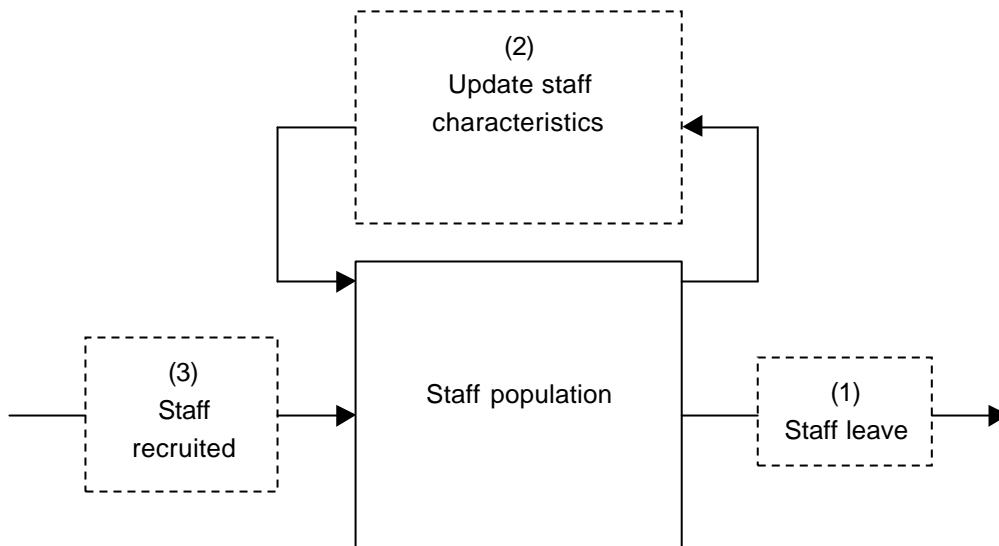 (2)
Update staff
characteristics
(3)
Staff
recruited
Staff population
(1)
Staff leave